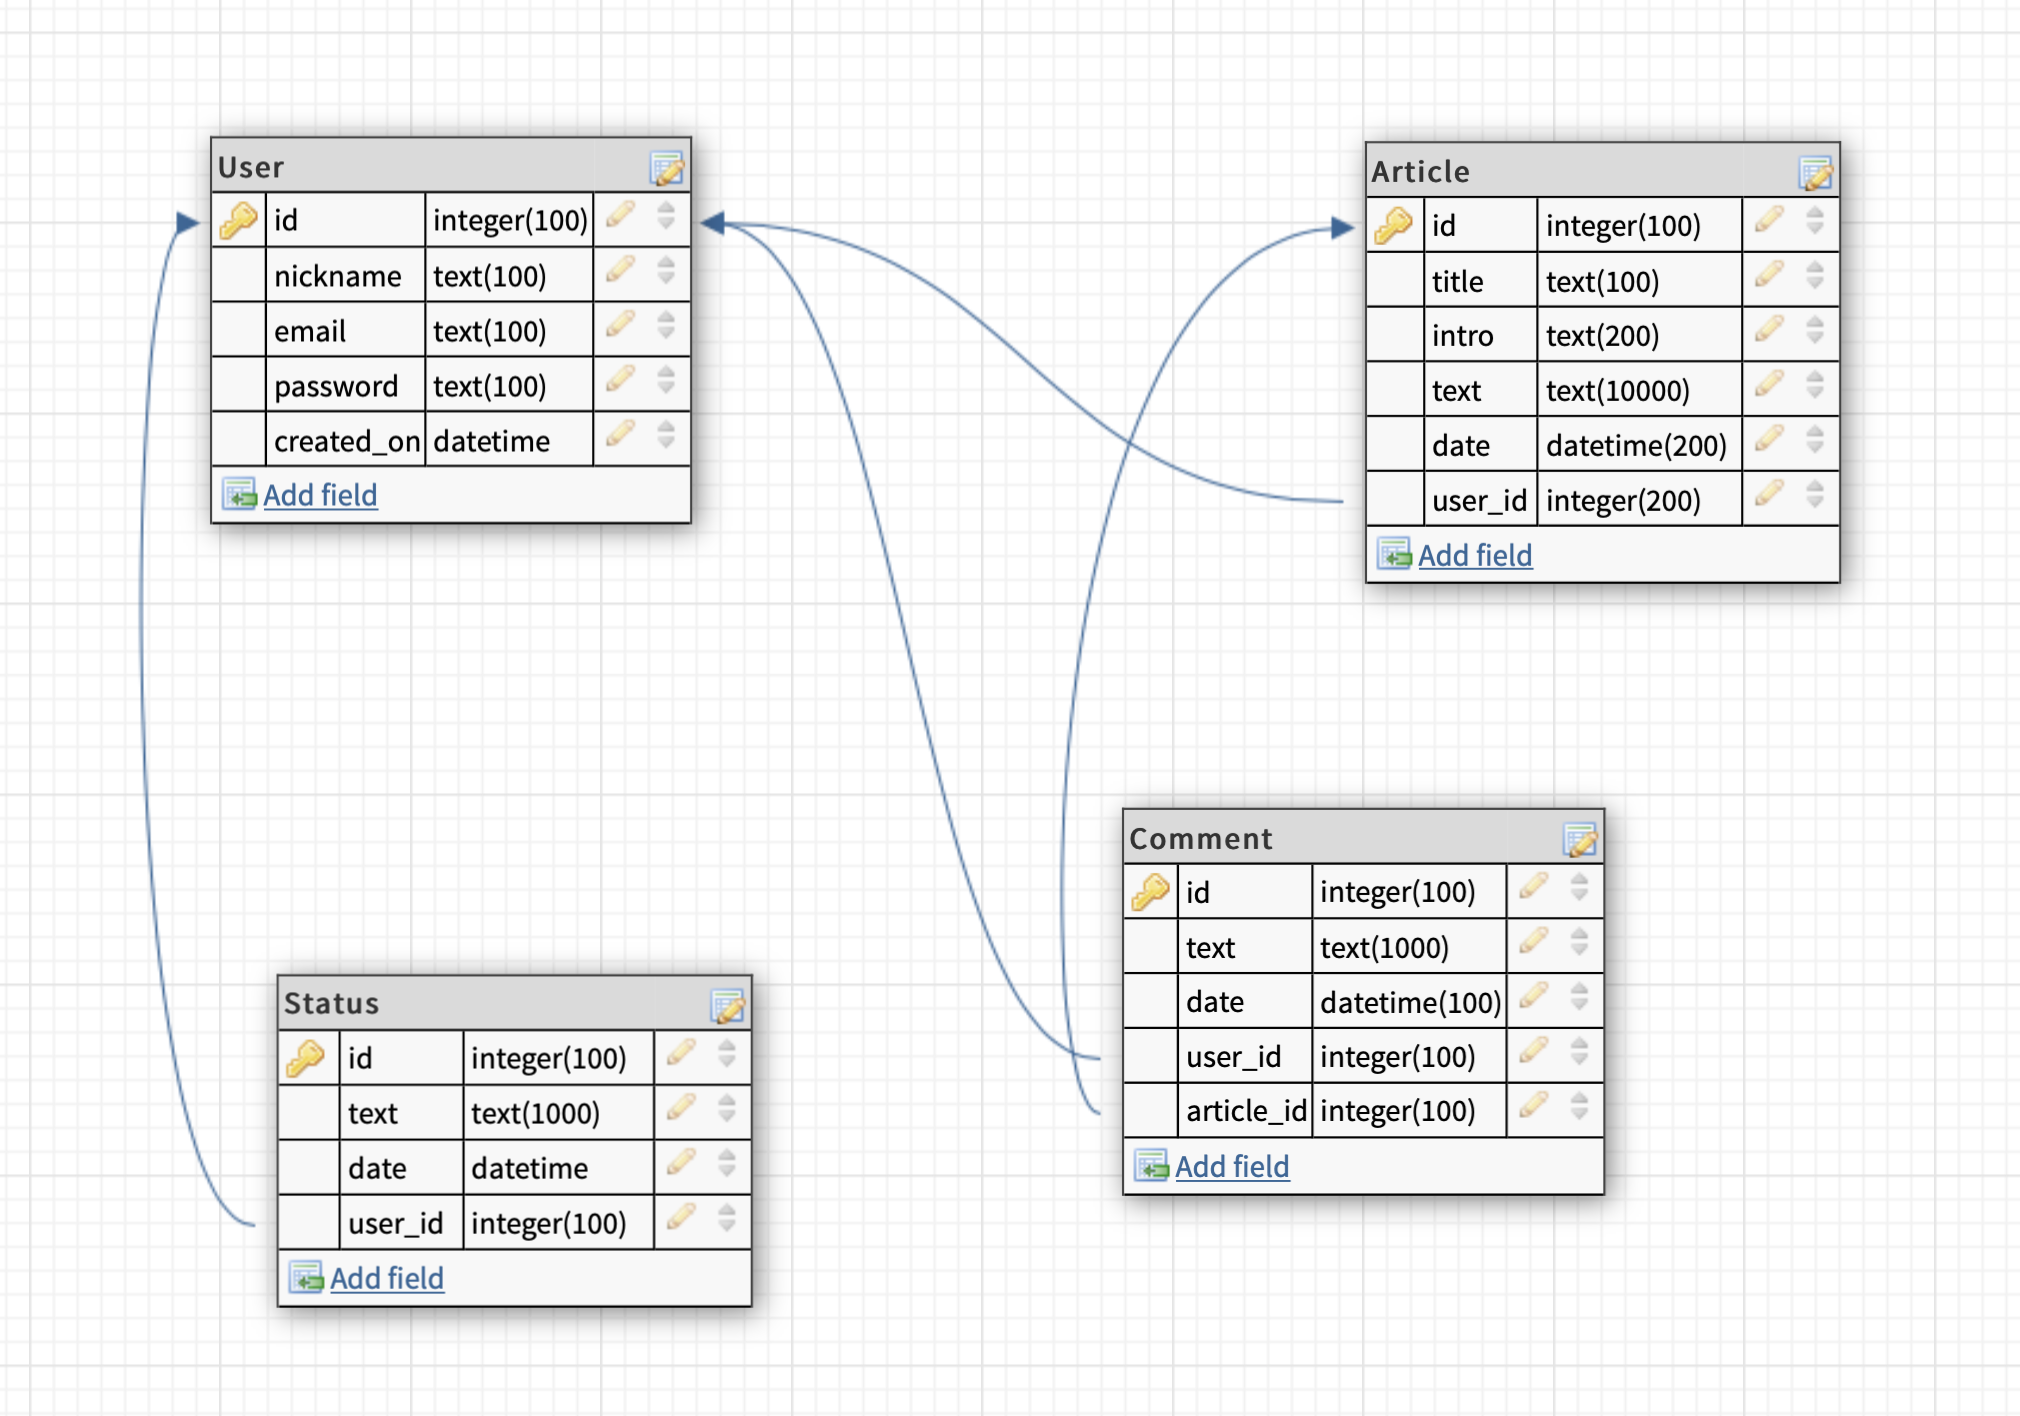 User
id integer(100)
nickname text(100)
email text(100)
password text(100)
created_on datetime
Add field
Article
id integer(100)
title text(100)
intro text(200)
text text(10000)
date datetime(200)
user_id integer(200)
Add field
Comment
id integer(100)
text text(1000)
date datetime(100)
user_id integer(100)
article_id integer(100)
Add field
Status
id integer(100)
text text(1000)
date datetime
user_id integer(100)
Add field